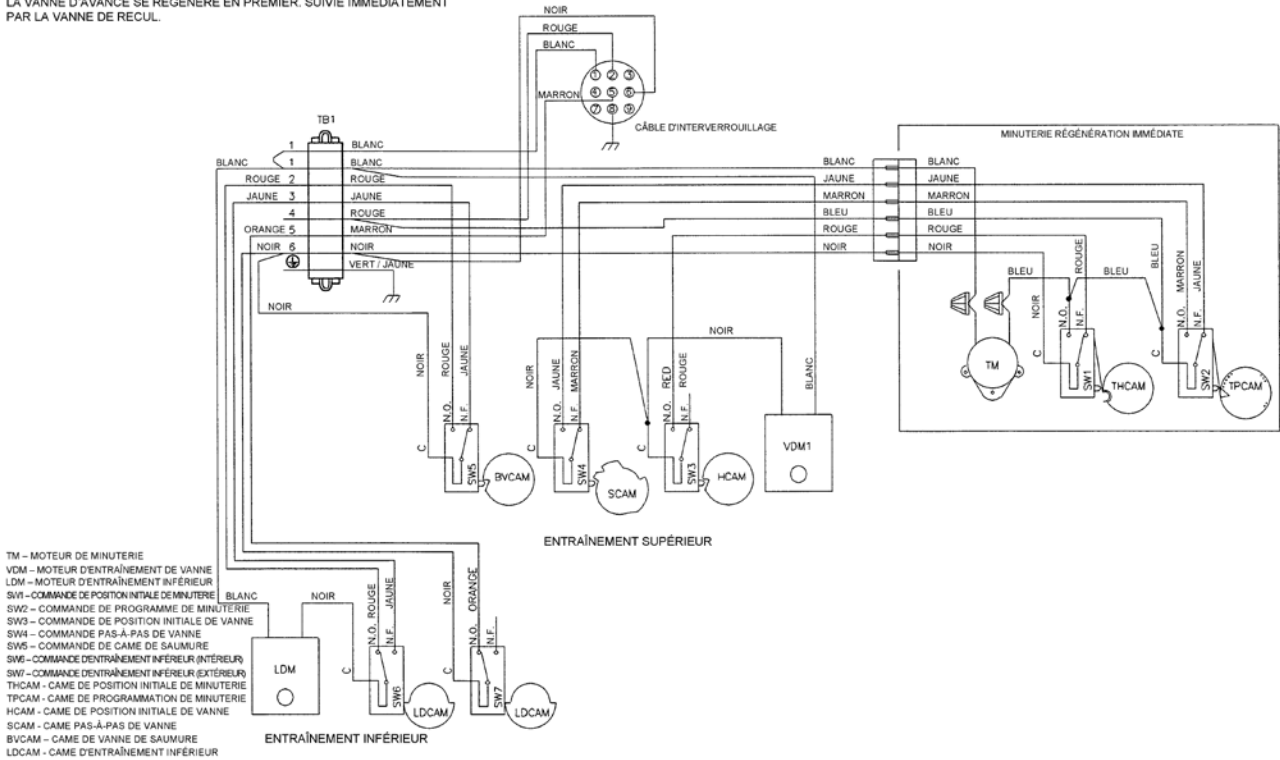 LA VANNE D'AVANCE SE RÉGÉNÈRE EN PREMIER. SUIVIE IMMÉDIATEMENT
PAR LA VANNE DE RECUL.
NOIR
ROUGE
BLANC
1 2 3
MARRON
4 5 6
7 8 9
CÂBLE D'INTERVERROUILLAGE
TB1
1 BLANC
BLANC 1 BLANC
ROUGE 2 ROUGE
JAUNE 3 JAUNE
4 ROUGE
ORANGE 5 MARRON
NOIR 6 NOIR
VERT / JAUNE
NOIR
MINUTERIE RÉGÉNÉRATION IMMÉDIATE
BLANC BLANC
JAUNE JAUNE
MARRON MARRON
BLEU BLEU
ROUGE ROUGE
NOIR NOIR
BLEU
NOIR
ROUGE
BLEU
BLEU
MARRON
JAUNE
N.O.
N.F.
C
SW1
N.O.
N.F.
C
SW2
TM
THCAM
TPCAM
NOIR
ROUGE
JAUNE
N.O.
N.F.
C
SW5
BVCAM
NOIR
JAUNE
MARRON
N.O.
N.F.
C
SW4
SCAM
NOIR
RED
ROUGE
N.O.
N.F.
C
SW3
HCAM
BLANC
VDM1
ENTRAÎNEMENT SUPÉRIEUR
TM – MOTEUR DE MINUTERIE
VDM – MOTEUR D'ENTRAÎNEMENT DE VANNE
LDM – MOTEUR D'ENTRAÎNEMENT INFÉRIEUR
SW1 – COMMANDE DE POSITION INITIALE DE MINUTERIE
SW2 – COMMANDE DE PROGRAMME DE MINUTERIE
SW3 – COMMANDE DE POSITION INITIALE DE VANNE
SW4 – COMMANDE PAS-À-PAS DE VANNE
SW5 – COMMANDE DE CAME DE SAUMURE
SW6 – COMMANDE D'ENTRAÎNEMENT INFÉRIEUR (INTÉRIEUR)
SW7 – COMMANDE D'ENTRAÎNEMENT INFÉRIEUR (EXTÉRIEUR)
THCAM - CAME DE POSITION INITIALE DE MINUTERIE
TPCAM - CAME DE PROGRAMMATION DE MINUTERIE
HCAM - CAME DE POSITION INITIALE DE VANNE
SCAM - CAME PAS-À-PAS DE VANNE
BVCAM – CAME DE VANNE DE SAUMURE
LDCAM - CAME D'ENTRAÎNEMENT INFÉRIEUR
BLANC
NOIR
LDM
ROUGE
JAUNE
N.O.
N.F.
C
SW6
LDCAM
NOIR
ORANGE
N.O.
N.F.
C
SW7
LDCAM
ENTRAÎNEMENT INFÉRIEUR